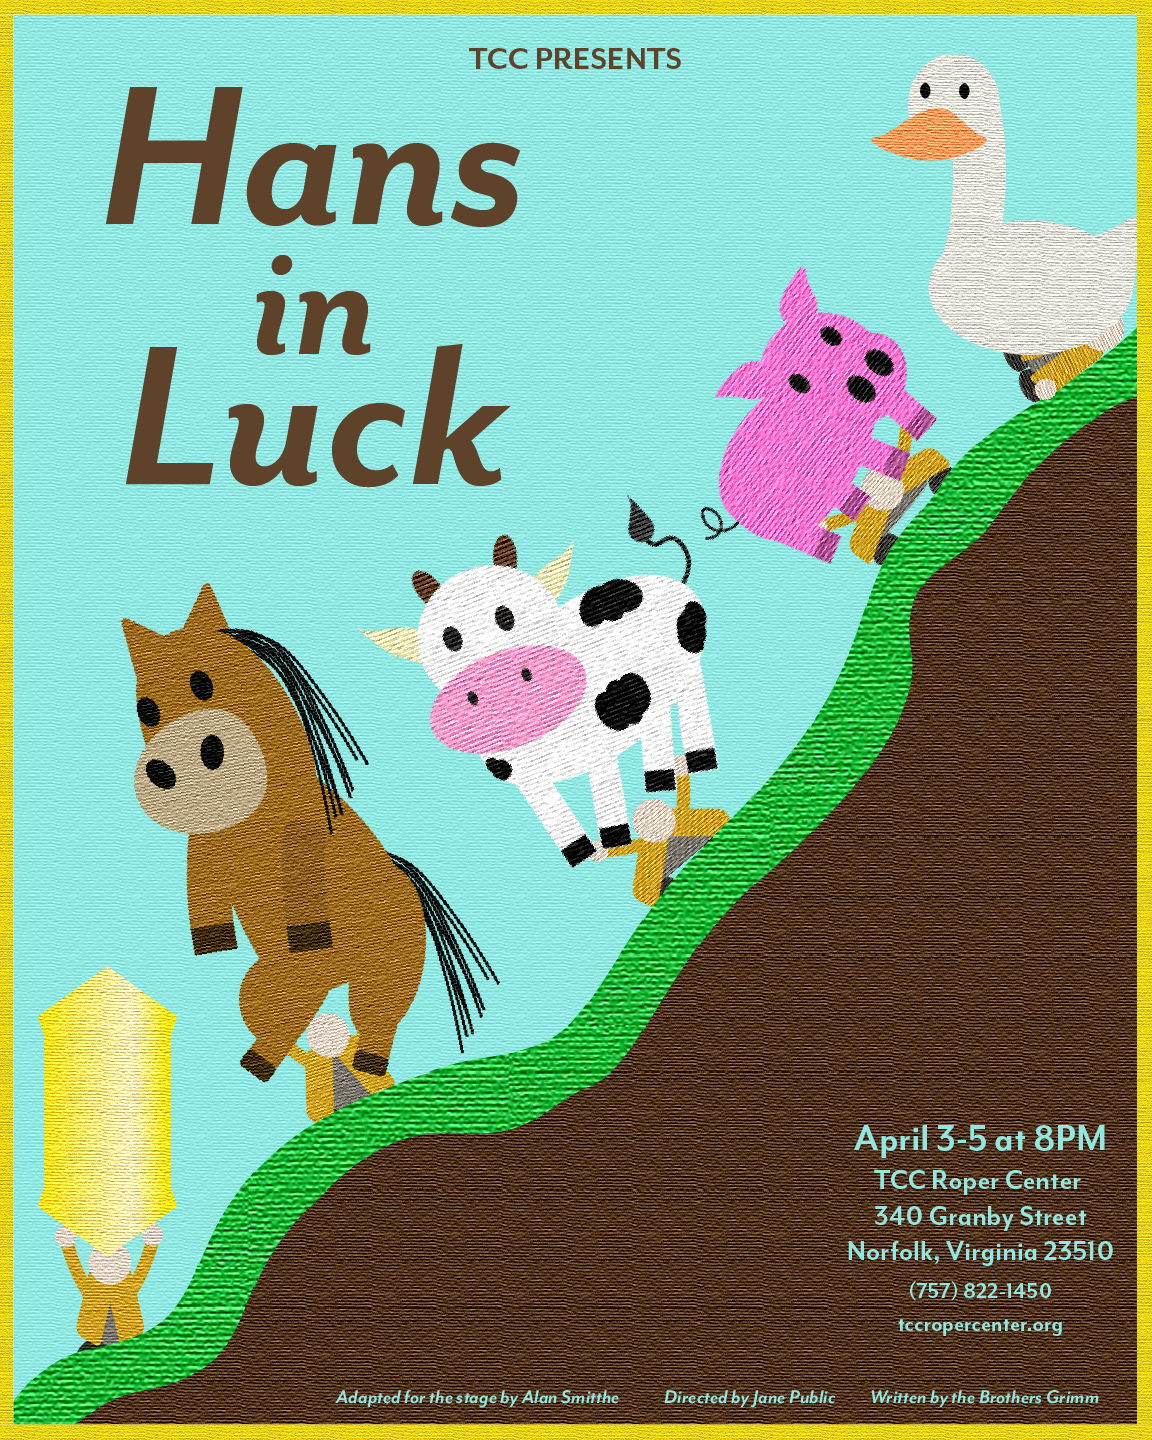 TCC PRESENTS
Hans
in
Luck
April 3-5 at 8PM
TCC Roper Center
340 Granby Street
Norfolk, Virginia 23510
(757) 822-1450
tccropercenter.org
Adapted for the stage by Alan Smitthe Directed by Jane Public Written by the Brothers Grimm